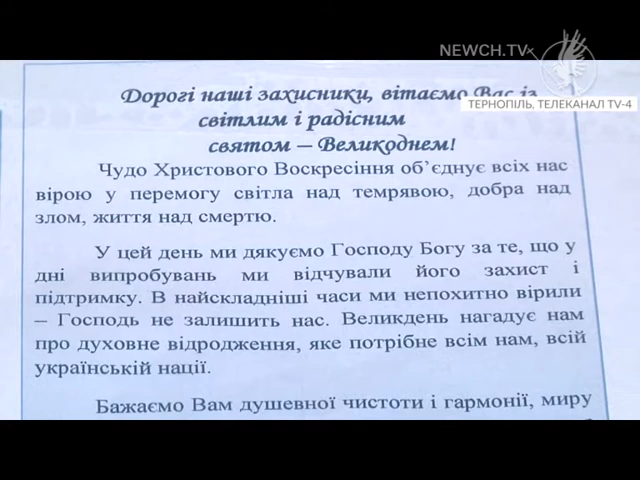 NEWCH.TV
ТЕРНОПІЛЬ, ТЕЛЕКАНАЛ TV-4
Дорогі наші захисники, вітаємо Вас із
світлим і радісним
святом – Великоднем!
Чудо Христового Воскресіння об’єднує всіх нас
вірою у перемогу світла над темрявою, добра над
злом, життя над смертю.
У цей день ми дякуємо Господу Богу за те, що у
дні випробувань ми відчували його захист і
підтримку. В найскладніші часи ми непохитно вірили
– Господь не залишить нас. Великдень нагадує нам
про духовне відродження, яке потрібне всім нам, всій
українській нації.
Бажаємо Вам душевної чистоти і гармонії, миру